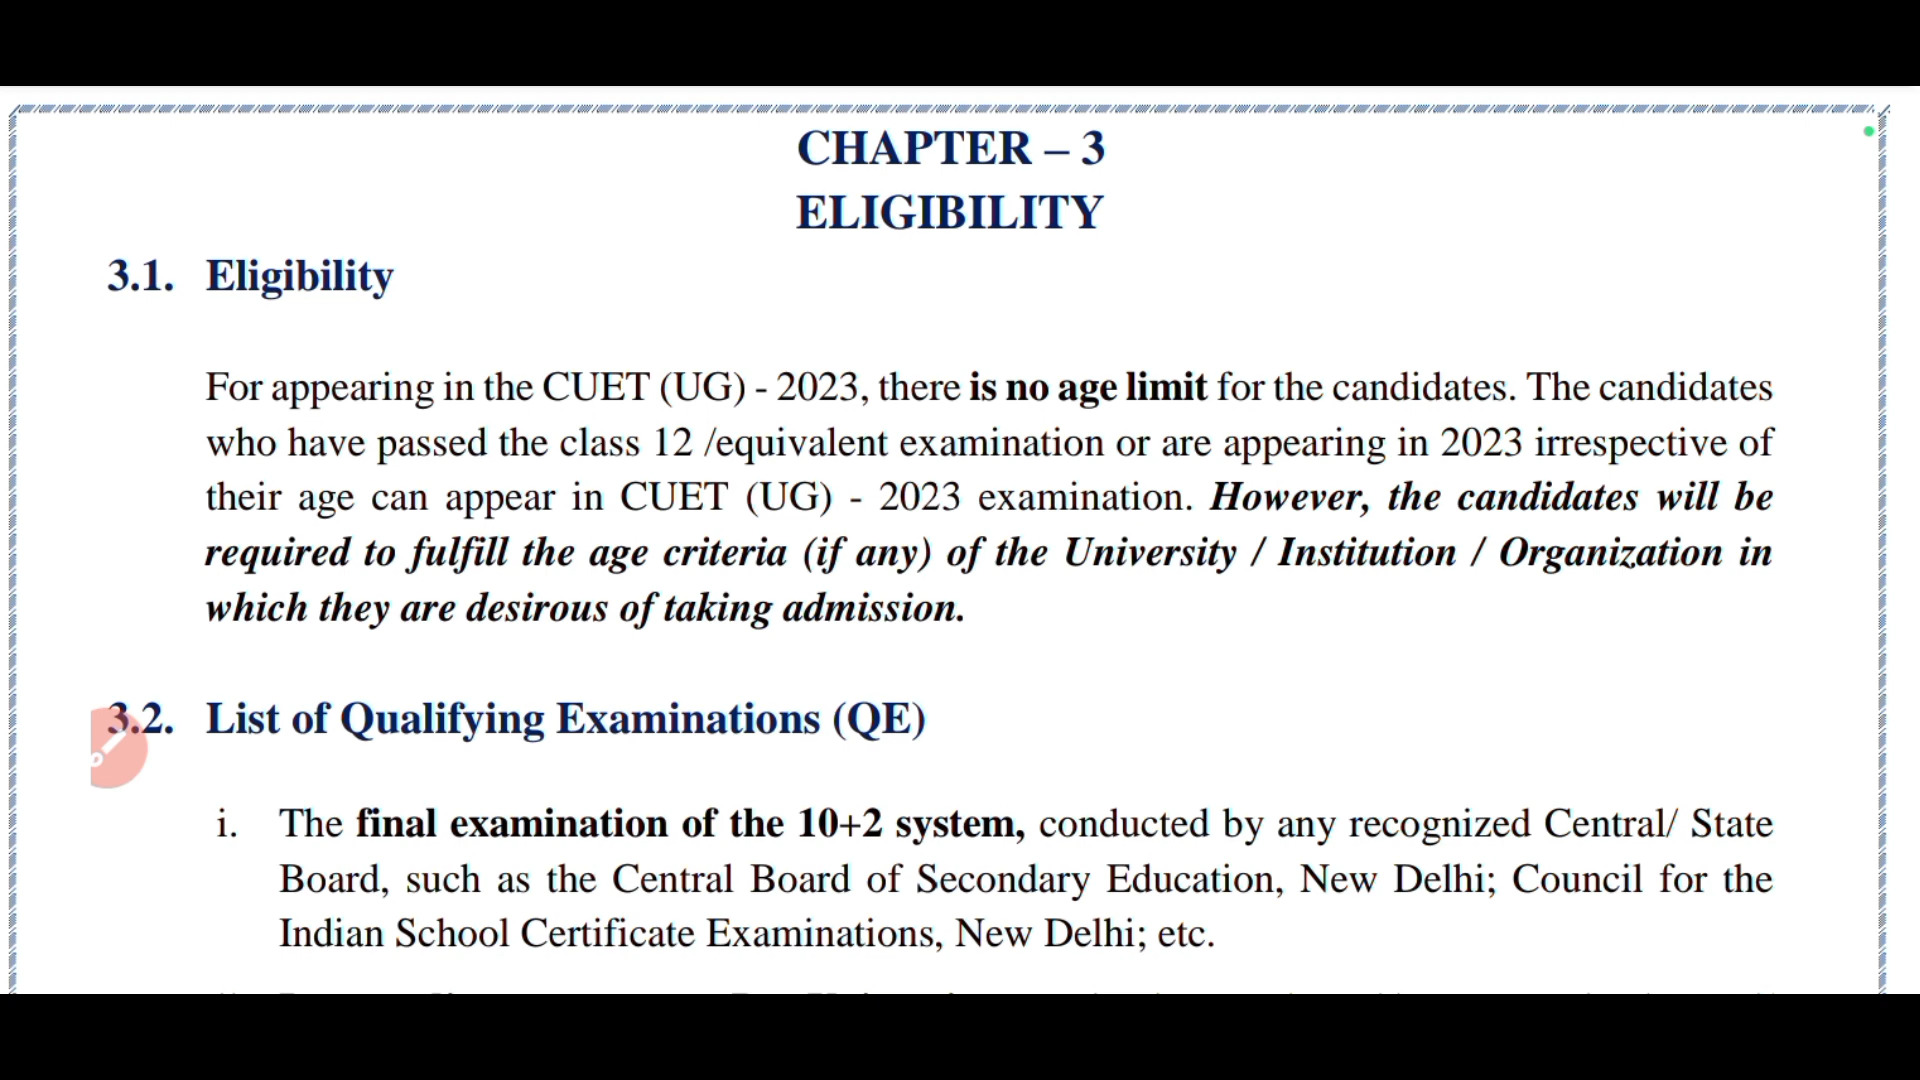 CHAPTER – 3
ELIGIBILITY
3.1. Eligibility
For appearing in the CUET (UG) - 2023, there is no age limit for the candidates. The candidates
who have passed the class 12 /equivalent examination or are appearing in 2023 irrespective of
their age can appear in CUET (UG) - 2023 examination. However, the candidates will be
required to fulfill the age criteria (if any) of the University / Institution / Organization in
which they are desirous of taking admission.
3.2. List of Qualifying Examinations (QE)
i. The final examination of the 10+2 system, conducted by any recognized Central/ State
Board, such as the Central Board of Secondary Education, New Delhi; Council for the
Indian School Certificate Examinations, New Delhi; etc.